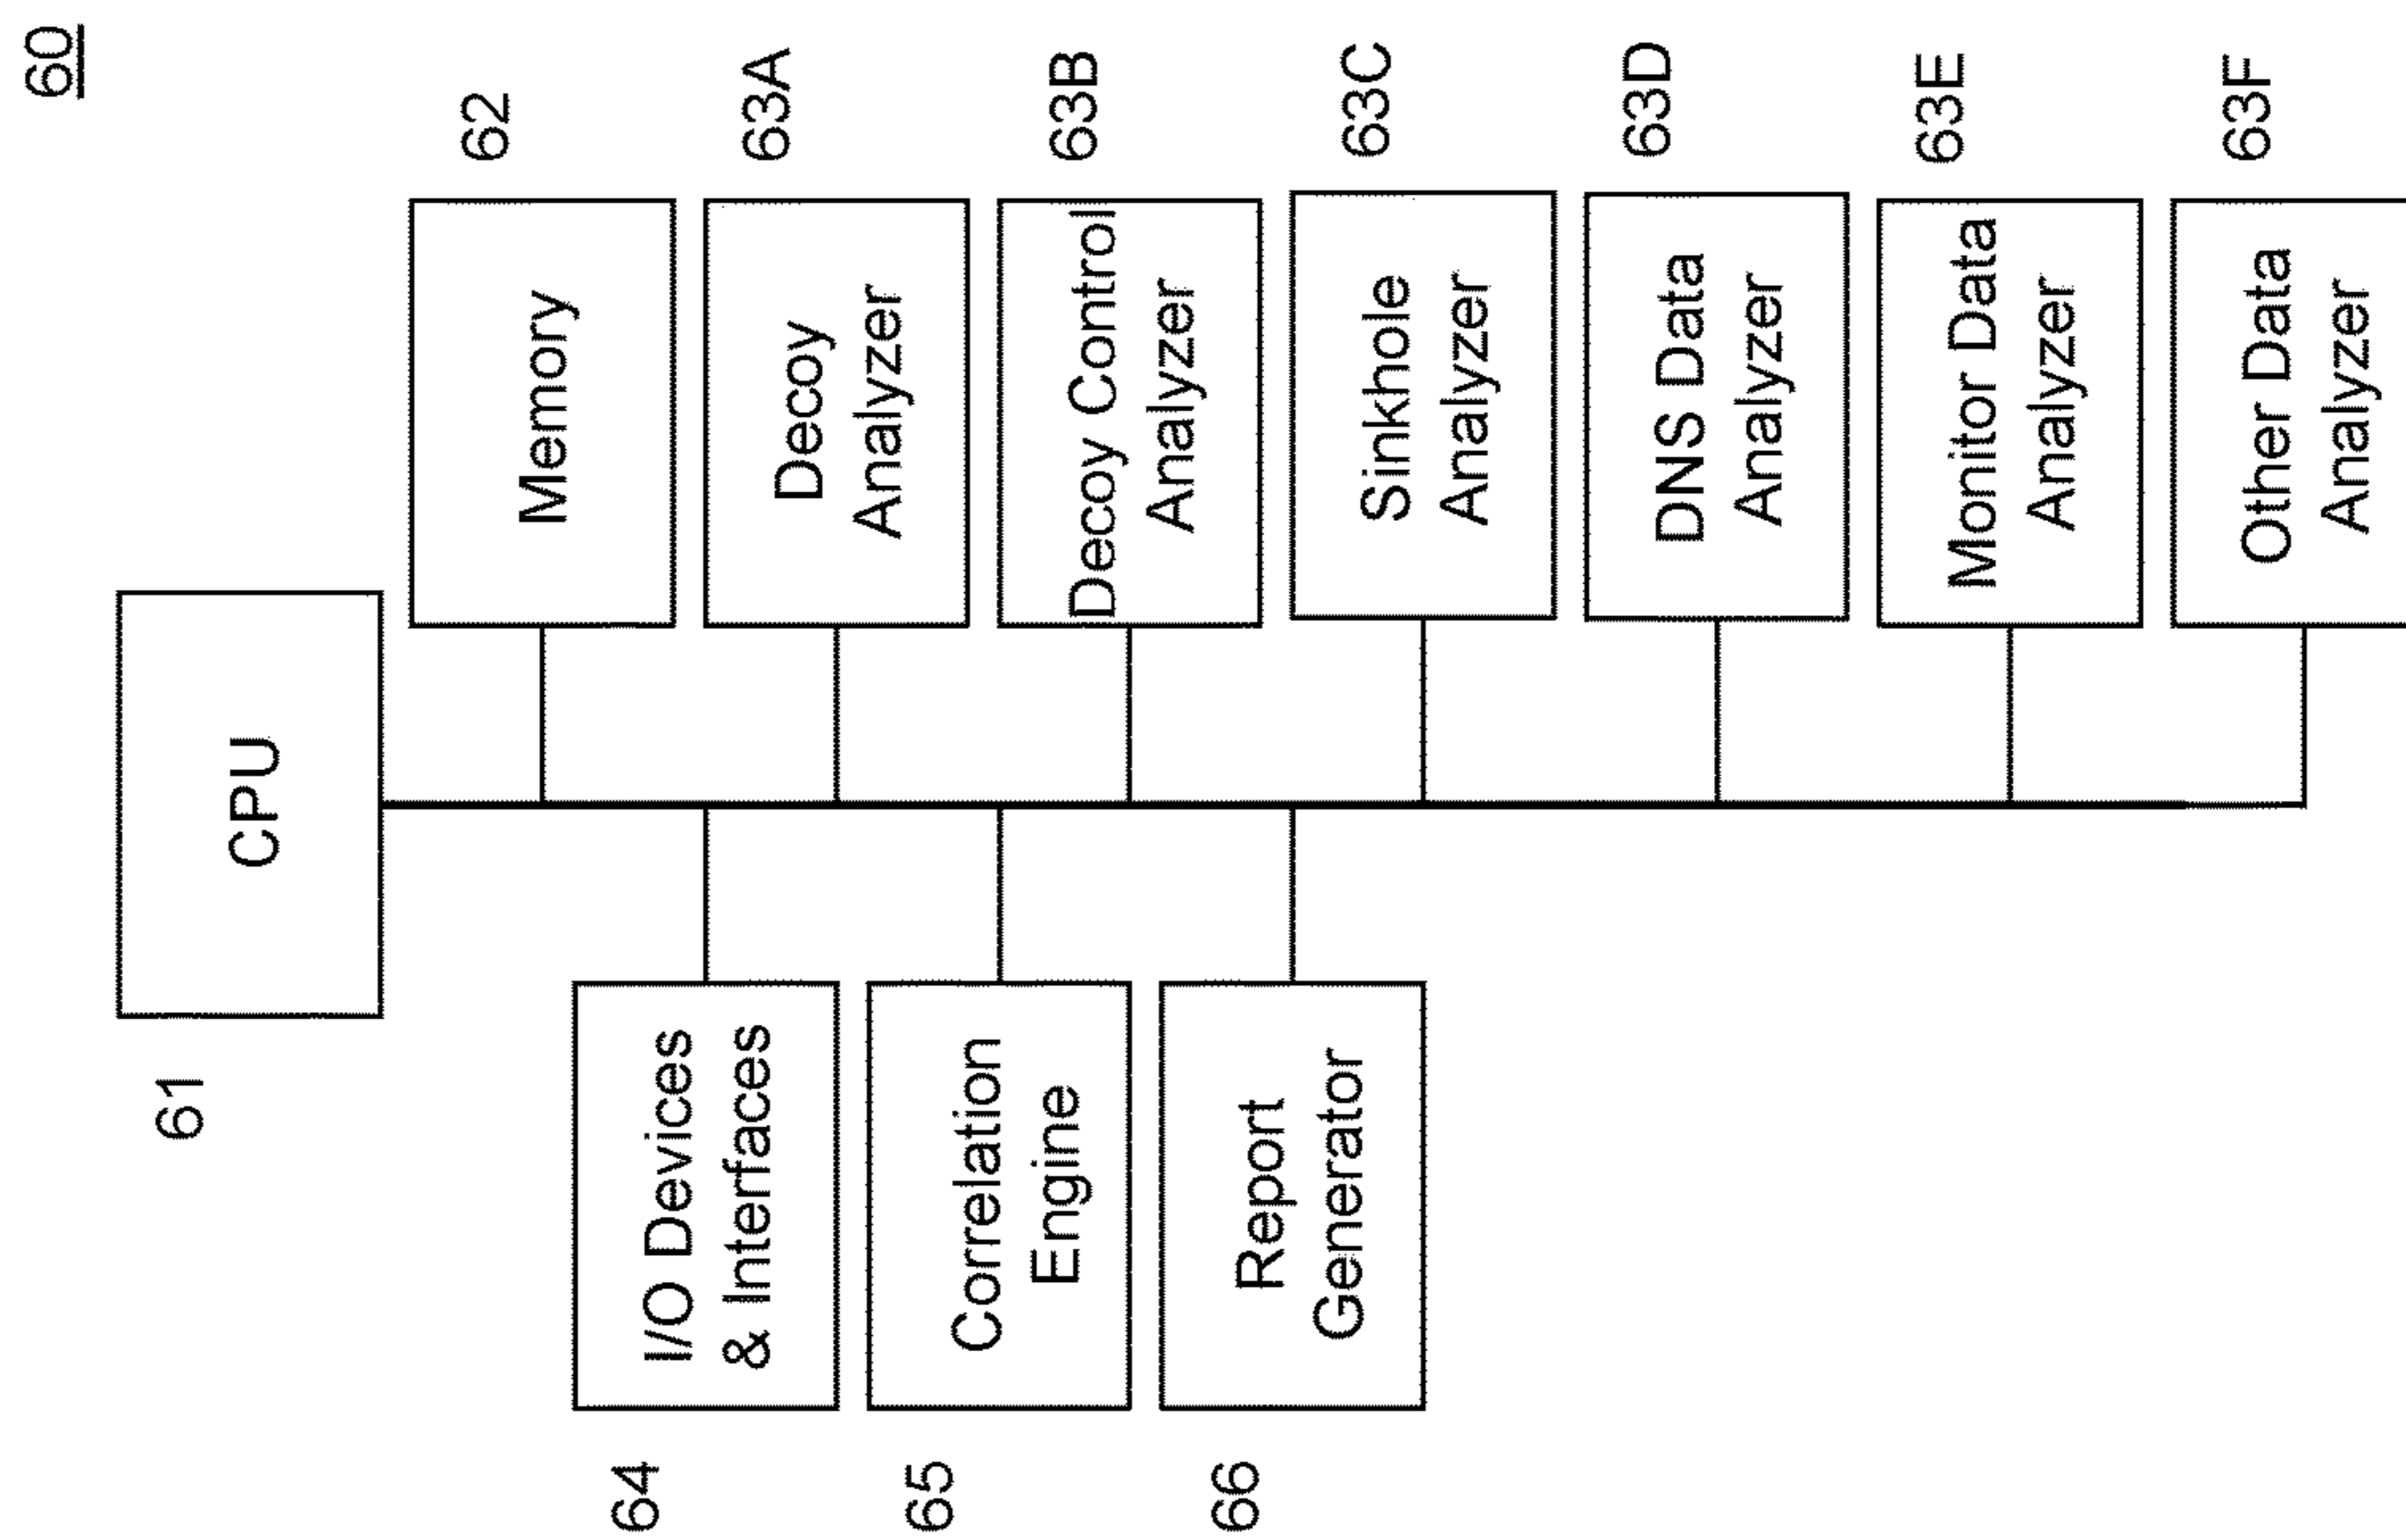 60
61
CPU
Memory
62
64
I/O Devices
& Interfaces
Decoy
Analyzer
63A
65
Correlation
Engine
Decoy Control
Analyzer
63B
66
Report
Generator
Sinkhole
Analyzer
63C
DNS Data
Analyzer
63D
Monitor Data
Analyzer
63E
Other Data
Analyzer
63F